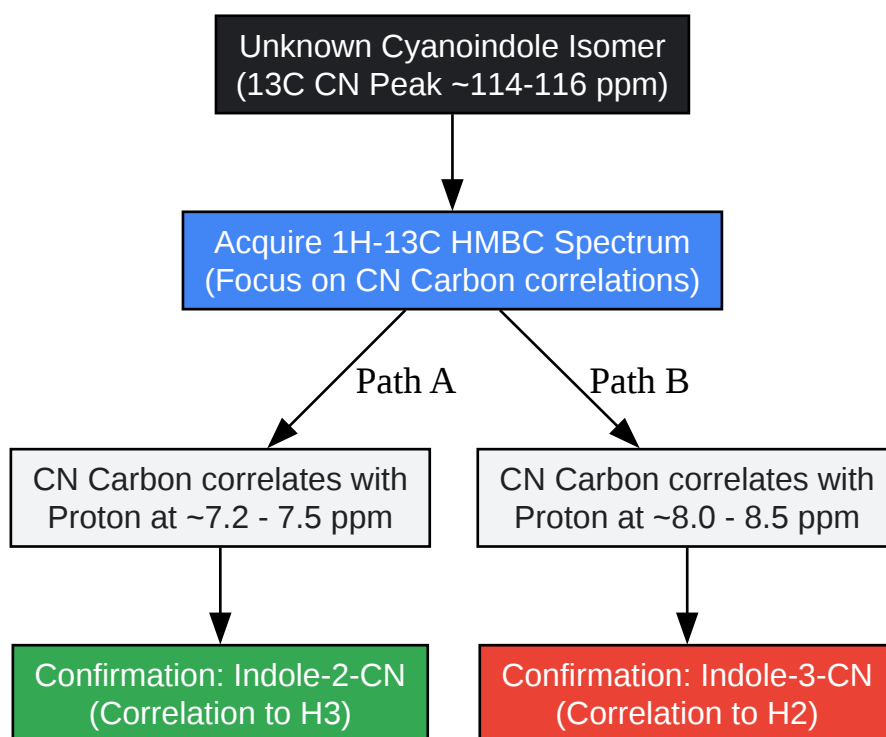 Unknown Cyanoindole Isomer
(13C CN Peak ~114-116 ppm)
Acquire 1H-13C HMBC Spectrum
(Focus on CN Carbon correlations)
Path A
Path B
CN Carbon correlates with
Proton at ~7.2 - 7.5 ppm
CN Carbon correlates with
Proton at ~8.0 - 8.5 ppm
Confirmation: Indole-2-CN
(Correlation to H3)
Confirmation: Indole-3-CN
(Correlation to H2)